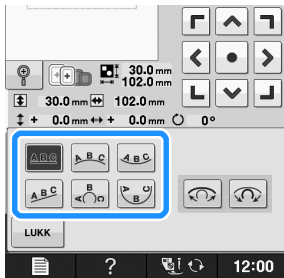 30.0 mm
102.0 mm
30.0 mm 102.0 mm
+ 0.0 mm + 0.0 mm 0°
ABC ABC ABC
ABC ABC ABC
LUKK
? 12:00